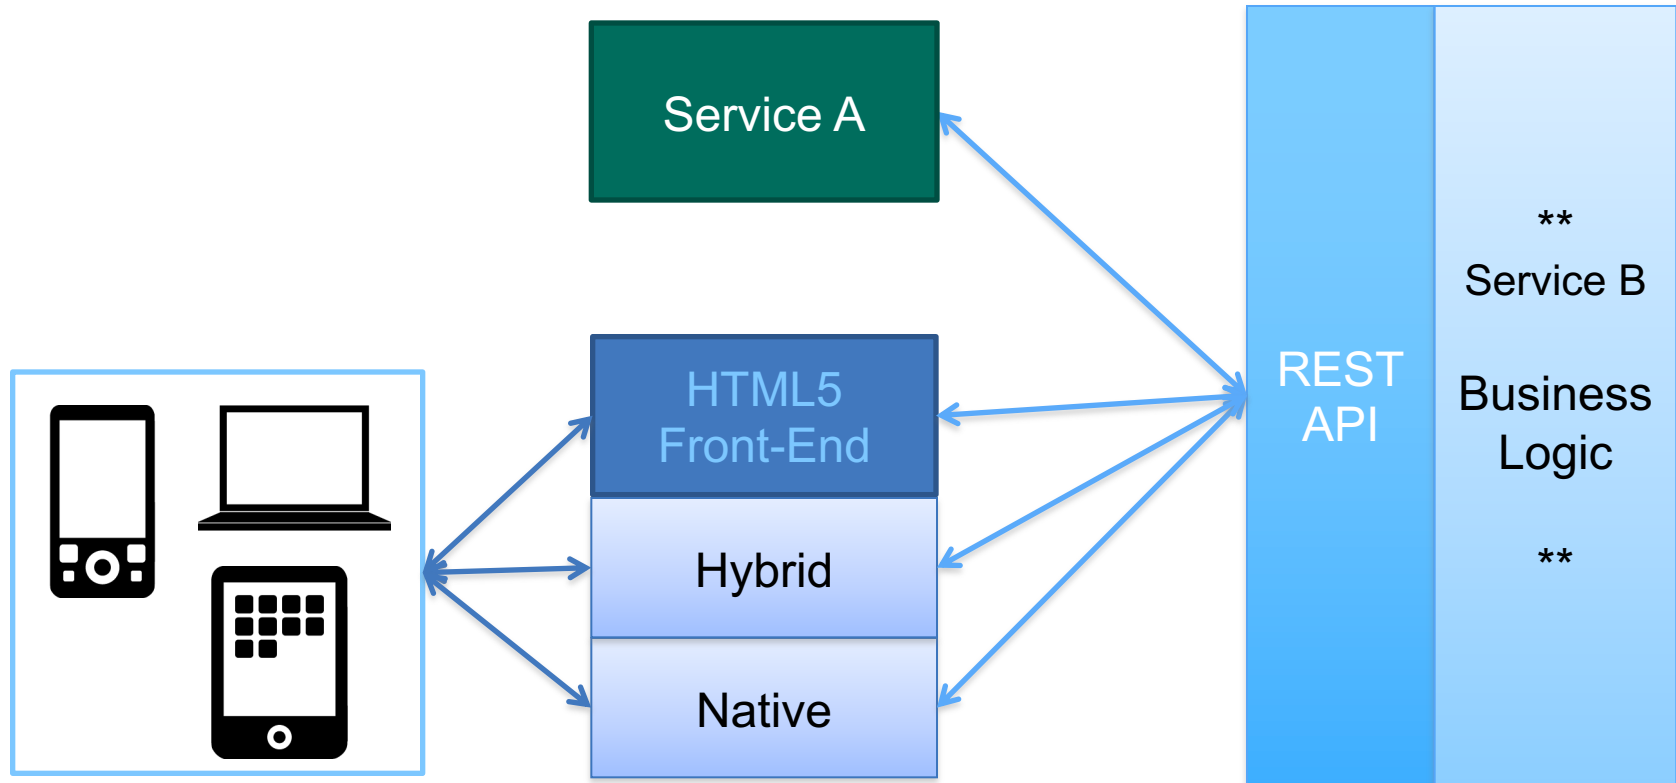 Service A
HTML5
Front-End
Hybrid
Native
REST
API
**
Service B
Business
Logic
**